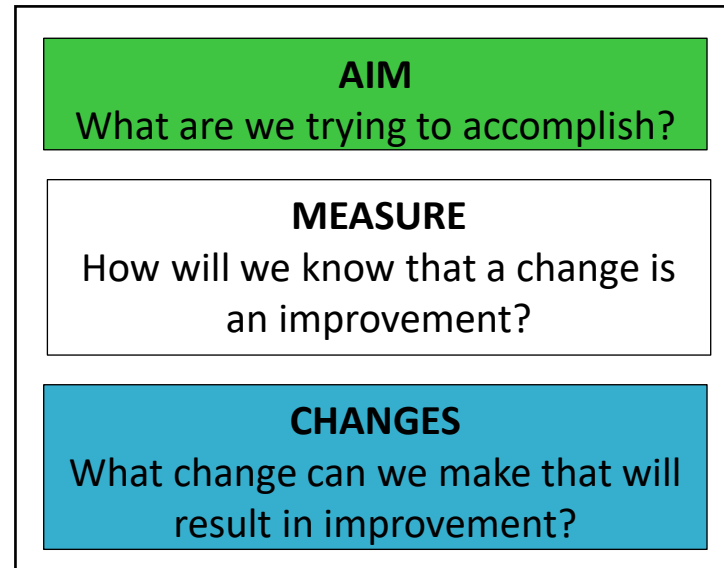 AIM
What are we trying to accomplish?
MEASURE
How will we know that a change is
an improvement?
CHANGES
What change can we make that will
result in improvement?